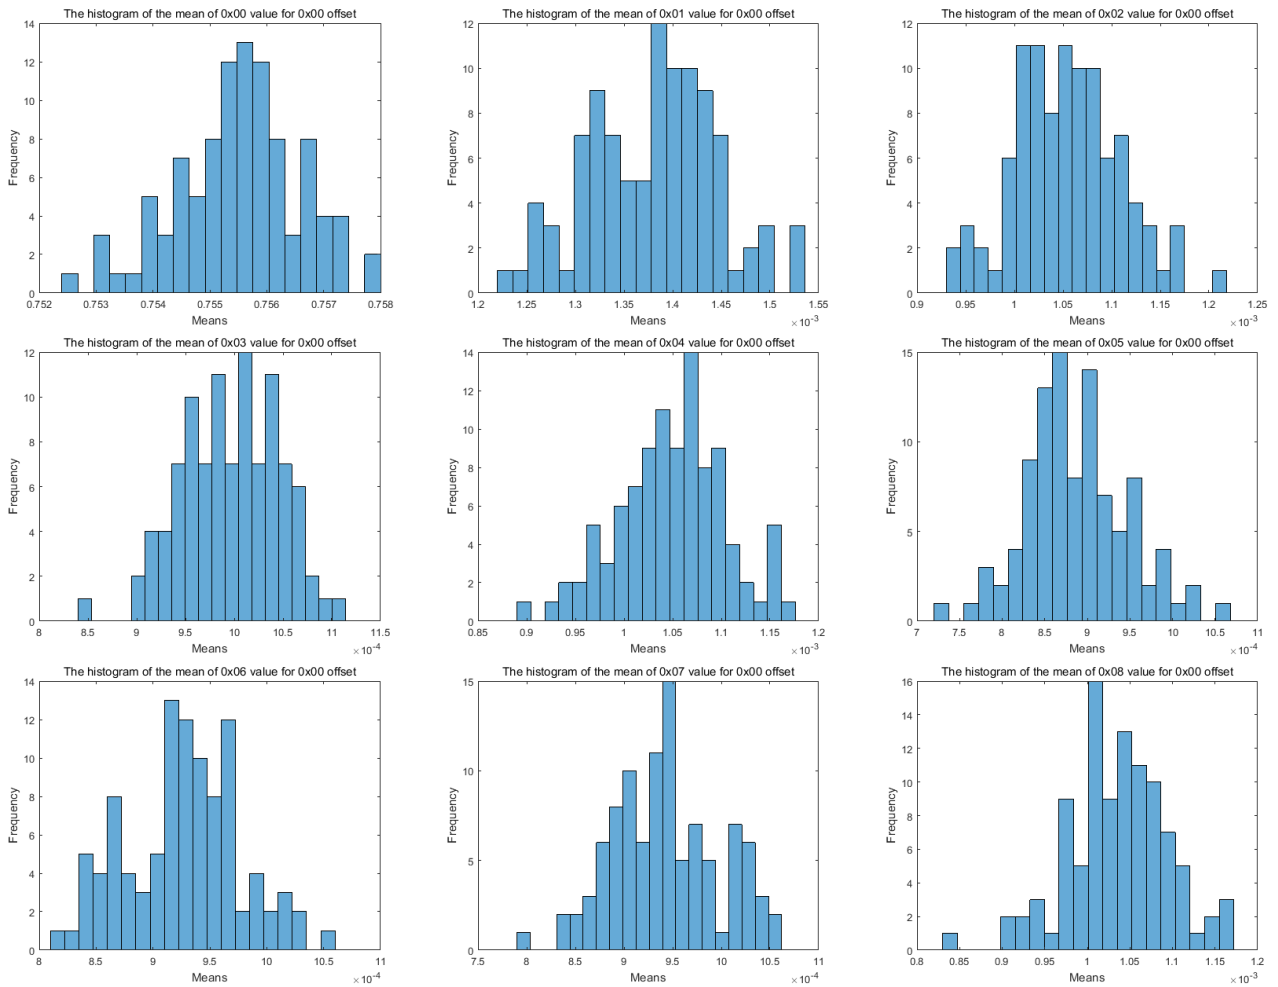 The histogram of the mean of 0x00 value for 0x00 offset
Frequency
14
12
10
8
6
4
2
0
0.752 0.753 0.754 0.755 0.756 0.757 0.758
Means
The histogram of the mean of 0x01 value for 0x00 offset
Frequency
12
10
8
6
4
2
0
1.2 1.25 1.3 1.35 1.4 1.45 1.5 1.55
Means
×10-3
The histogram of the mean of 0x02 value for 0x00 offset
Frequency
12
10
8
6
4
2
0
0.9 0.95 1 1.05 1.1 1.15 1.2 1.25
Means
×10-3
The histogram of the mean of 0x03 value for 0x00 offset
Frequency
12
10
8
6
4
2
0
8 8.5 9 9.5 10 10.5 11 11.5
Means
×10-4
The histogram of the mean of 0x04 value for 0x00 offset
Frequency
14
12
10
8
6
4
2
0
0.85 0.9 0.95 1 1.05 1.1 1.15 1.2
Means
×10-3
The histogram of the mean of 0x05 value for 0x00 offset
Frequency
15
10
5
0
7 7.5 8 8.5 9 9.5 10 10.5 11
Means
×10-4
The histogram of the mean of 0x06 value for 0x00 offset
Frequency
14
12
10
8
6
4
2
0
8 8.5 9 9.5 10 10.5 11
Means
×10-4
The histogram of the mean of 0x07 value for 0x00 offset
Frequency
15
10
5
0
7.5 8 8.5 9 9.5 10 10.5 11
Means
×10-4
The histogram of the mean of 0x08 value for 0x00 offset
Frequency
16
14
12
10
8
6
4
2
0
0.8 0.85 0.9 0.95 1 1.05 1.1 1.15 1.2
Means
×10-3